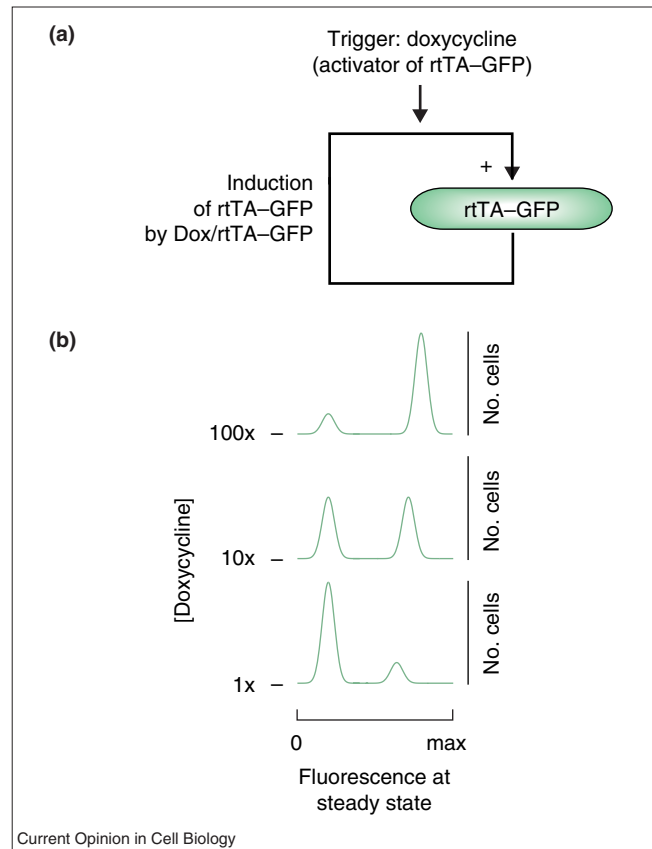 (a)
Trigger: doxycycline
(activator of rtTA–GFP)
+
Induction
of rtTA–GFP
by Dox/rtTA–GFP
rtTA–GFP
(b)
No. cells
100x
No. cells
[Doxycycline]
10x
No. cells
1x
0
max
Fluorescence at
steady state
Current Opinion in Cell Biology